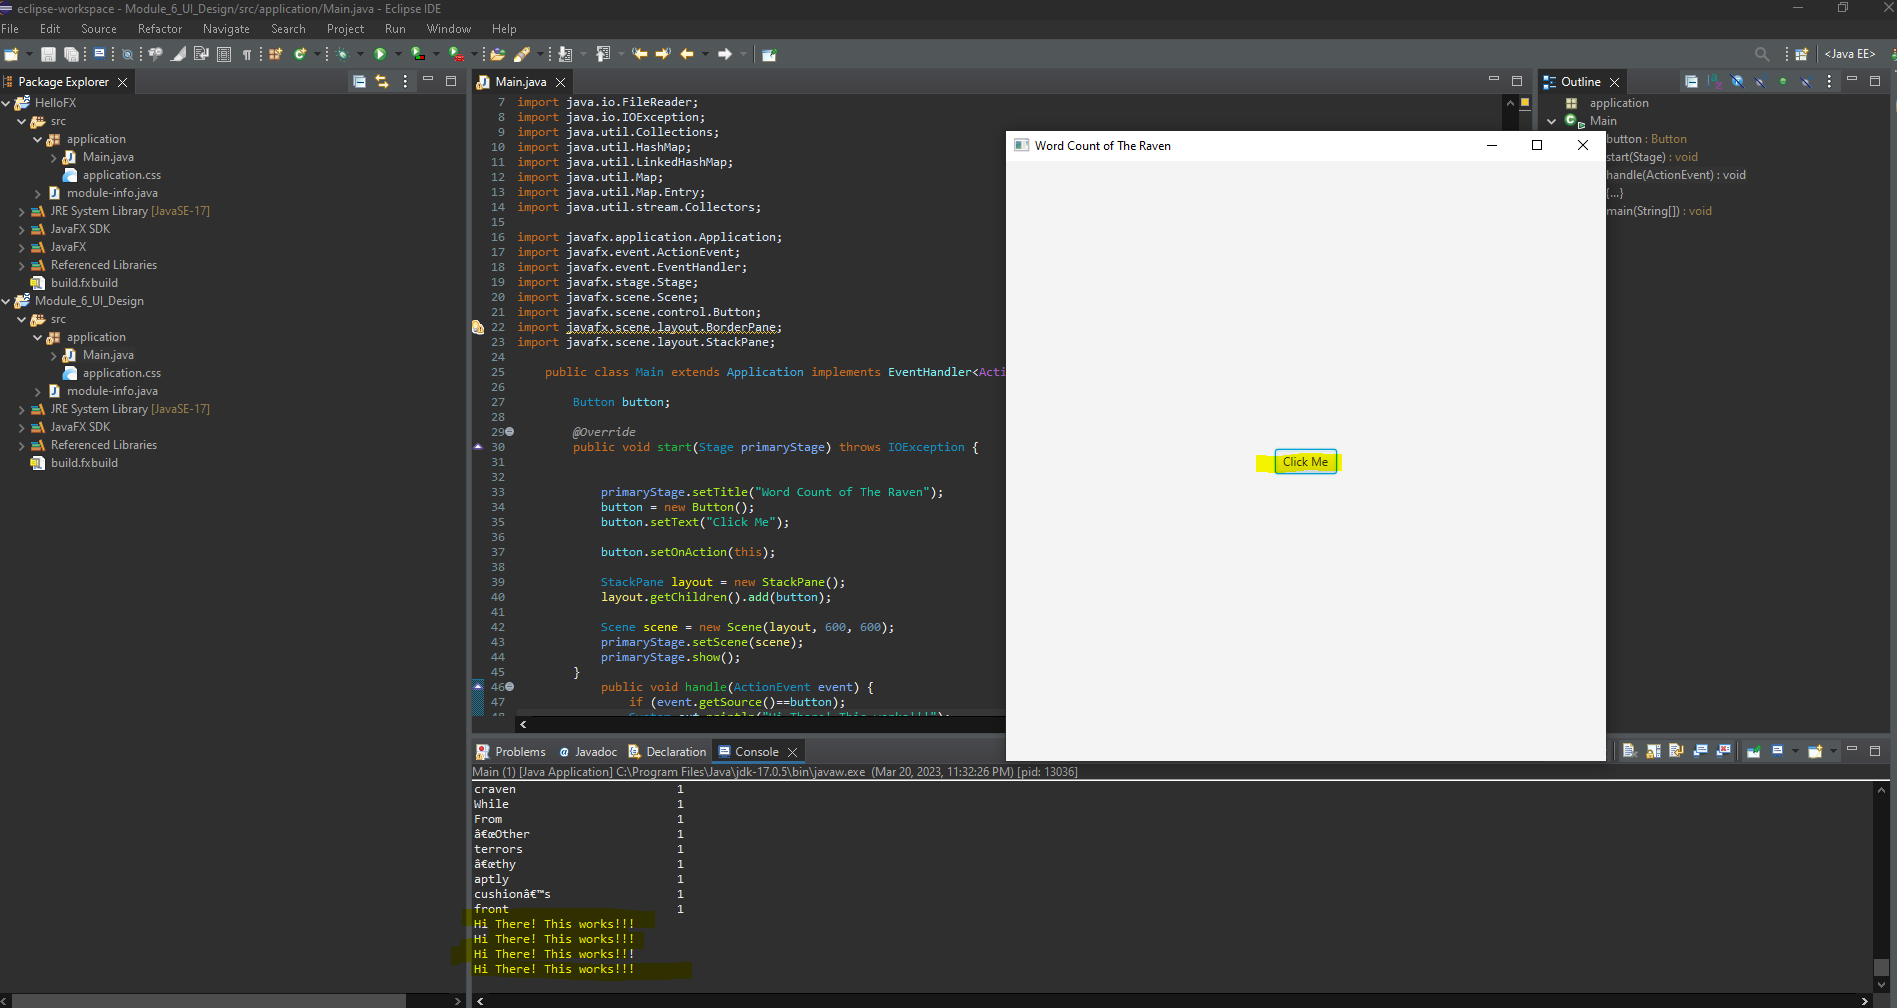 eclipse-workspace - Module_6_UI_Design/src/application/Main.java - Eclipse IDE
File Edit Source Refactor Navigate Search Project Run Window Help
<Java EE>
Package Explorer
HelloFX
src
application
Main.java
application.css
module-info.java
JRE System Library [JavaSE-17]
JavaFX SDK
JavaFX
Referenced Libraries
build.fxbuild
Module_6_UI_Design
src
application
Main.java
application.css
module-info.java
JRE System Library [JavaSE-17]
JavaFX SDK
Referenced Libraries
build.fxbuild
Main.java
7 import java.io.FileReader;
8 import java.io.IOException;
9 import java.util.Collections;
10 import java.util.HashMap;
11 import java.util.LinkedHashMap;
12 import java.util.Map;
13 import java.util.Map.Entry;
14 import java.util.stream.Collectors;
15
16 import javafx.application.Application;
17 import javafx.event.ActionEvent;
18 import javafx.event.EventHandler;
19 import javafx.stage.Stage;
20 import javafx.scene.Scene;
21 import javafx.scene.control.Button;
22 import javafx.scene.layout.BorderPane;
23 import javafx.scene.layout.StackPane;
24
25 public class Main extends Application implements EventHandler<Acti
26
27 Button button;
28
29 @Override
30 public void start(Stage primaryStage) throws IOException {
31
32
33 primaryStage.setTitle("Word Count of The Raven");
34 button = new Button();
35 button.setText("Click Me");
36
37 button.setOnAction(this);
38
39 StackPane layout = new StackPane();
40 layout.getChildren().add(button);
41
42 Scene scene = new Scene(layout, 600, 600);
43 primaryStage.setScene(scene);
44 primaryStage.show();
45 }
46 public void handle(ActionEvent event) {
47 if (event.getSource()==button);
48 System.out.println("Hi There! This works!!!");
Word Count of The Raven
Click Me
Outline
application
Main
button : Button
start(Stage) : void
handle(ActionEvent) : void
{...}
main(String[]) : void
Problems Javadoc Declaration Console
Main (1) [Java Application] C:\Program Files\Java\jdk-17.0.5\bin\javaw.exe (Mar 20, 2023, 11:32:26 PM) [pid: 13036]
craven 1
While 1
From 1
â€œOther 1
terrors 1
â€œthy 1
aptly 1
cushionâ€™s 1
front 1
Hi There! This works!!!
Hi There! This works!!!
Hi There! This works!!!
Hi There! This works!!!